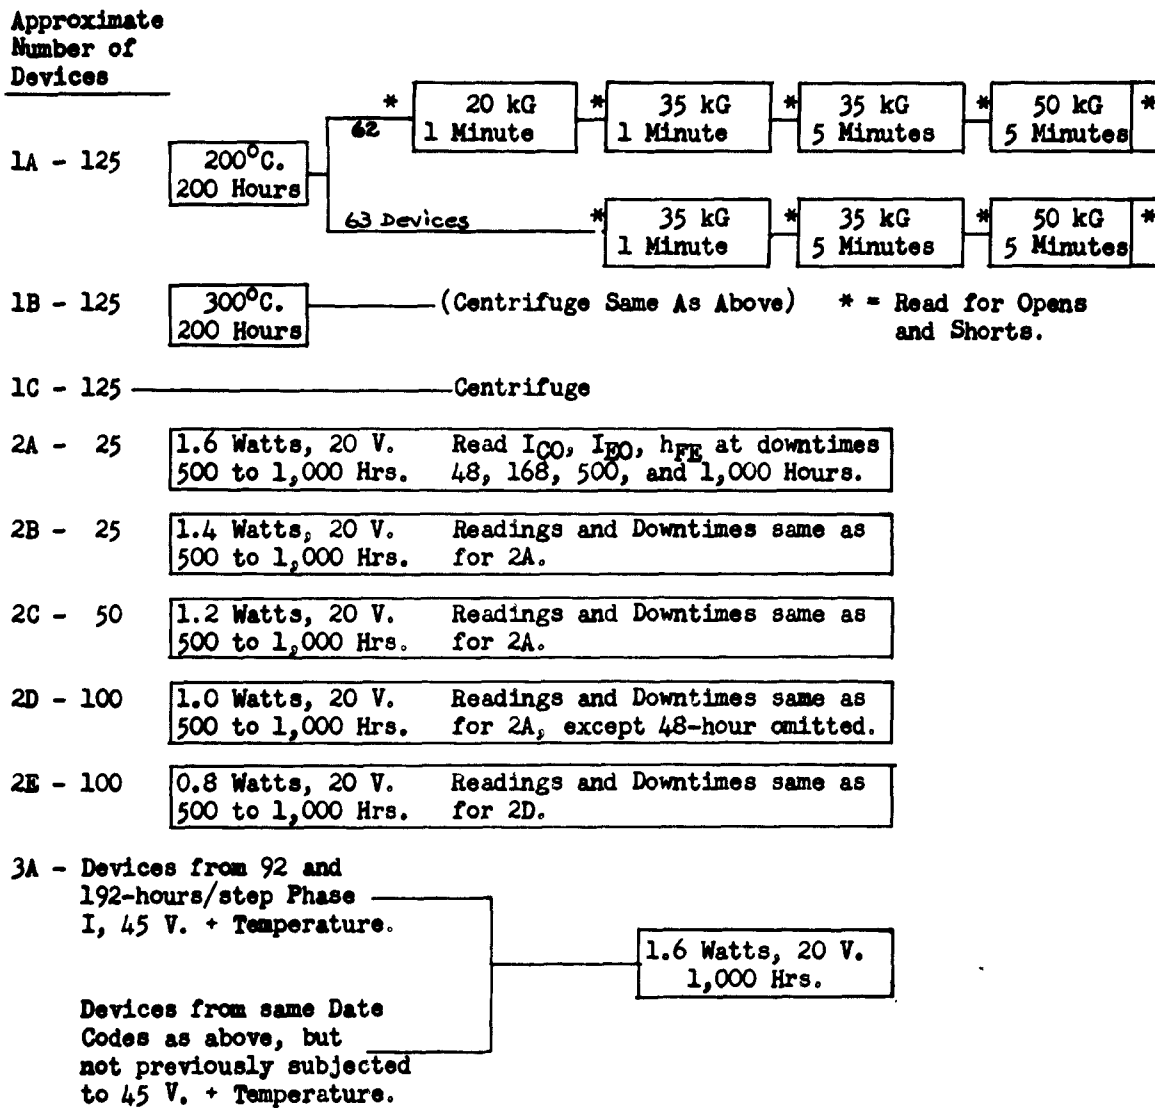 Approximate
Number of
Devices
* 20 kG * 35 kG * 35 kG * 50 kG *
62 1 Minute 1 Minute 5 Minutes 5 Minutes
1A - 125 200°C.
200 Hours
63 Devices * 35 kG * 35 kG * 50 kG *
1 Minute 5 Minutes 5 Minutes
1B - 125 300°C. (Centrifuge Same As Above) * = Read for Opens
200 Hours and Shorts.
1C - 125 Centrifuge
2A - 25 1.6 Watts, 20 V. Read ICO, IEO, hFE at downtimes
500 to 1,000 Hrs. 48, 168, 500, and 1,000 Hours.
2B - 25 1.4 Watts, 20 V. Readings and Downtimes same as
500 to 1,000 Hrs. for 2A.
2C - 50 1.2 Watts, 20 V. Readings and Downtimes same as
500 to 1,000 Hrs. for 2A.
2D - 100 1.0 Watts, 20 V. Readings and Downtimes same as
500 to 1,000 Hrs. for 2A, except 48-hour omitted.
2E - 100 0.8 Watts, 20 V. Readings and Downtimes same as
500 to 1,000 Hrs. for 2D.
3A - Devices from 92 and
192-hours/step Phase
I, 45 V. + Temperature.
1.6 Watts, 20 V.
1,000 Hrs.
Devices from same Date
Codes as above, but
not previously subjected
to 45 V. + Temperature.